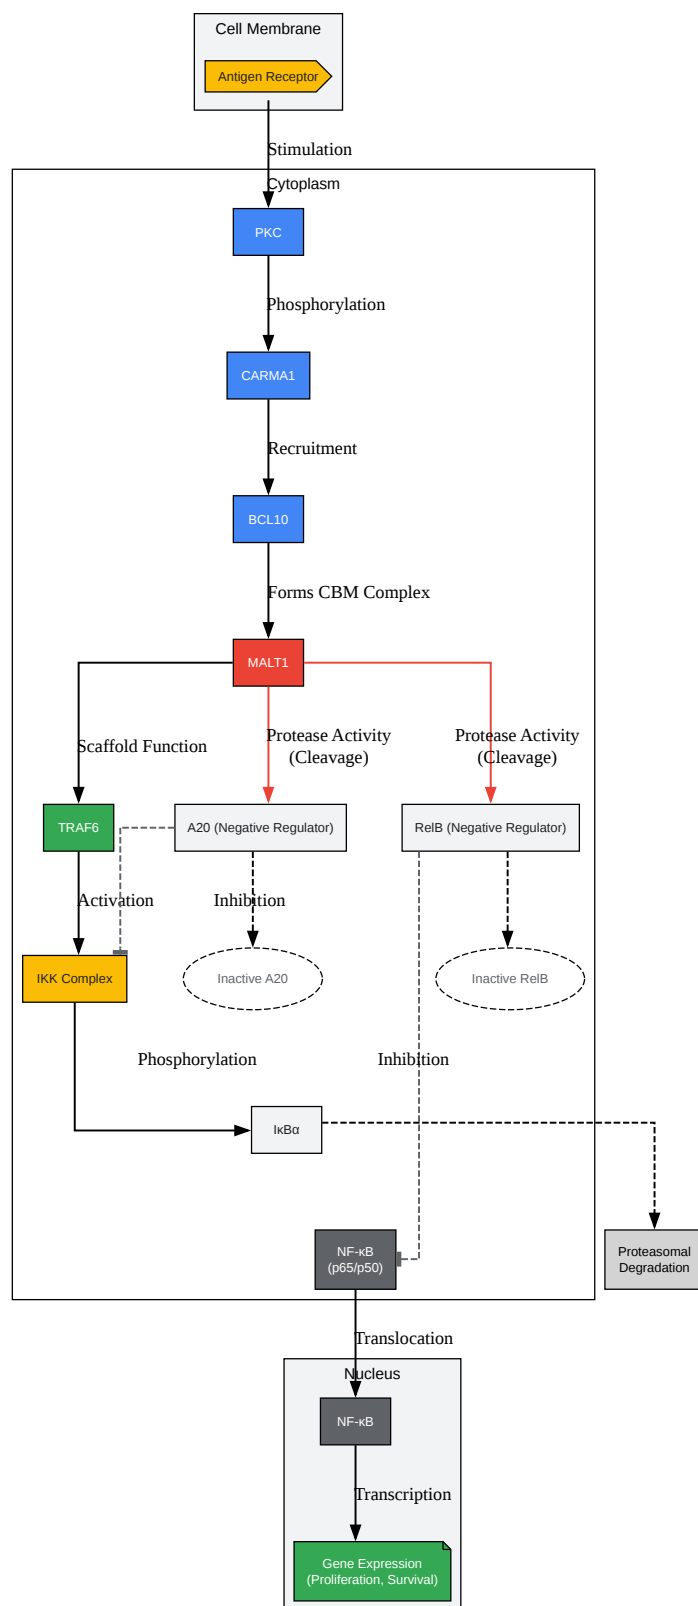 Cell Membrane
Antigen Receptor
Stimulation
Cytoplasm
PKC
Phosphorylation
CARMA1
Recruitment
BCL10
Forms CBM Complex
MALT1
Scaffold Function
Protease Activity
(Cleavage)
Protease Activity
(Cleavage)
TRAF6
A20 (Negative Regulator)
RelB (Negative Regulator)
Activation
Inhibition
IKK Complex
Inactive A20
Inactive RelB
Phosphorylation
Inhibition
IκBα
NF-κB
(p65/p50)
Proteasomal
Degradation
Translocation
Nucleus
NF-κB
Transcription
Gene Expression
(Proliferation, Survival)